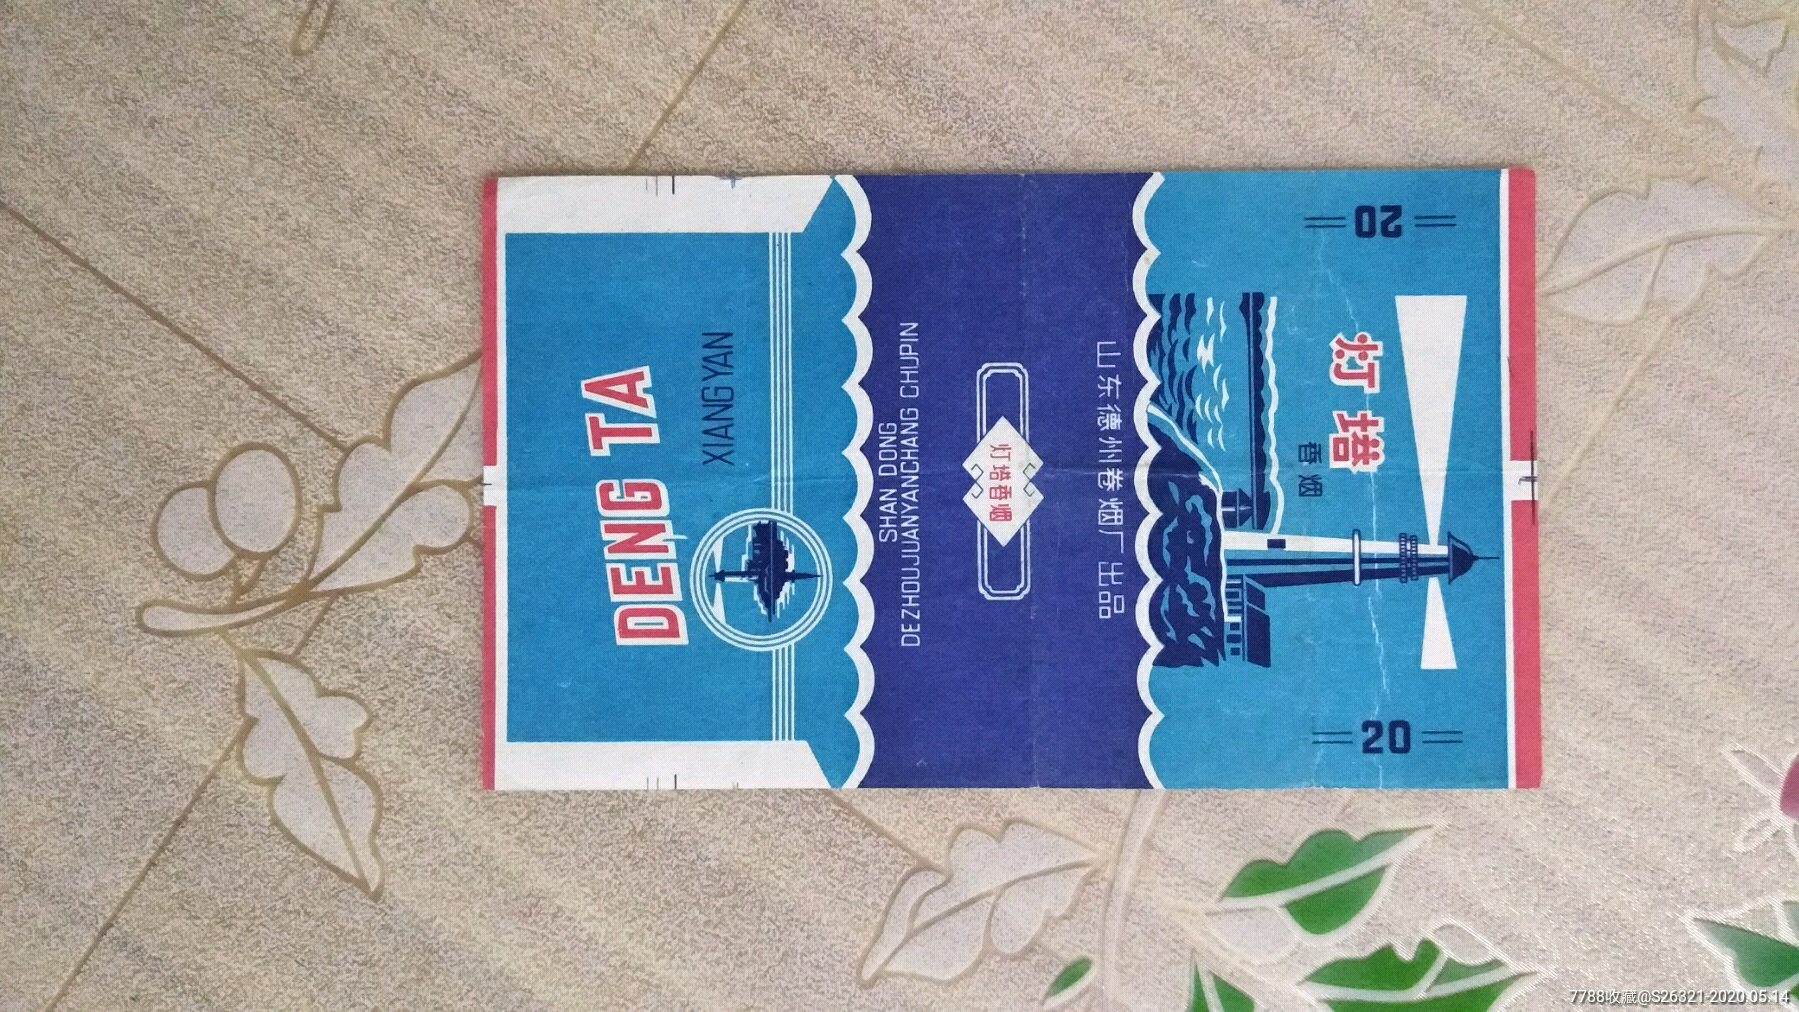 DENG TA
XIANGYAN
SHAN DONG
DEZHOUJUANYANCHANG CHUPIN
灯塔香烟
山东德州卷烟厂出品
灯塔
香烟
20
20
7788收藏@S26321-2020.05.14